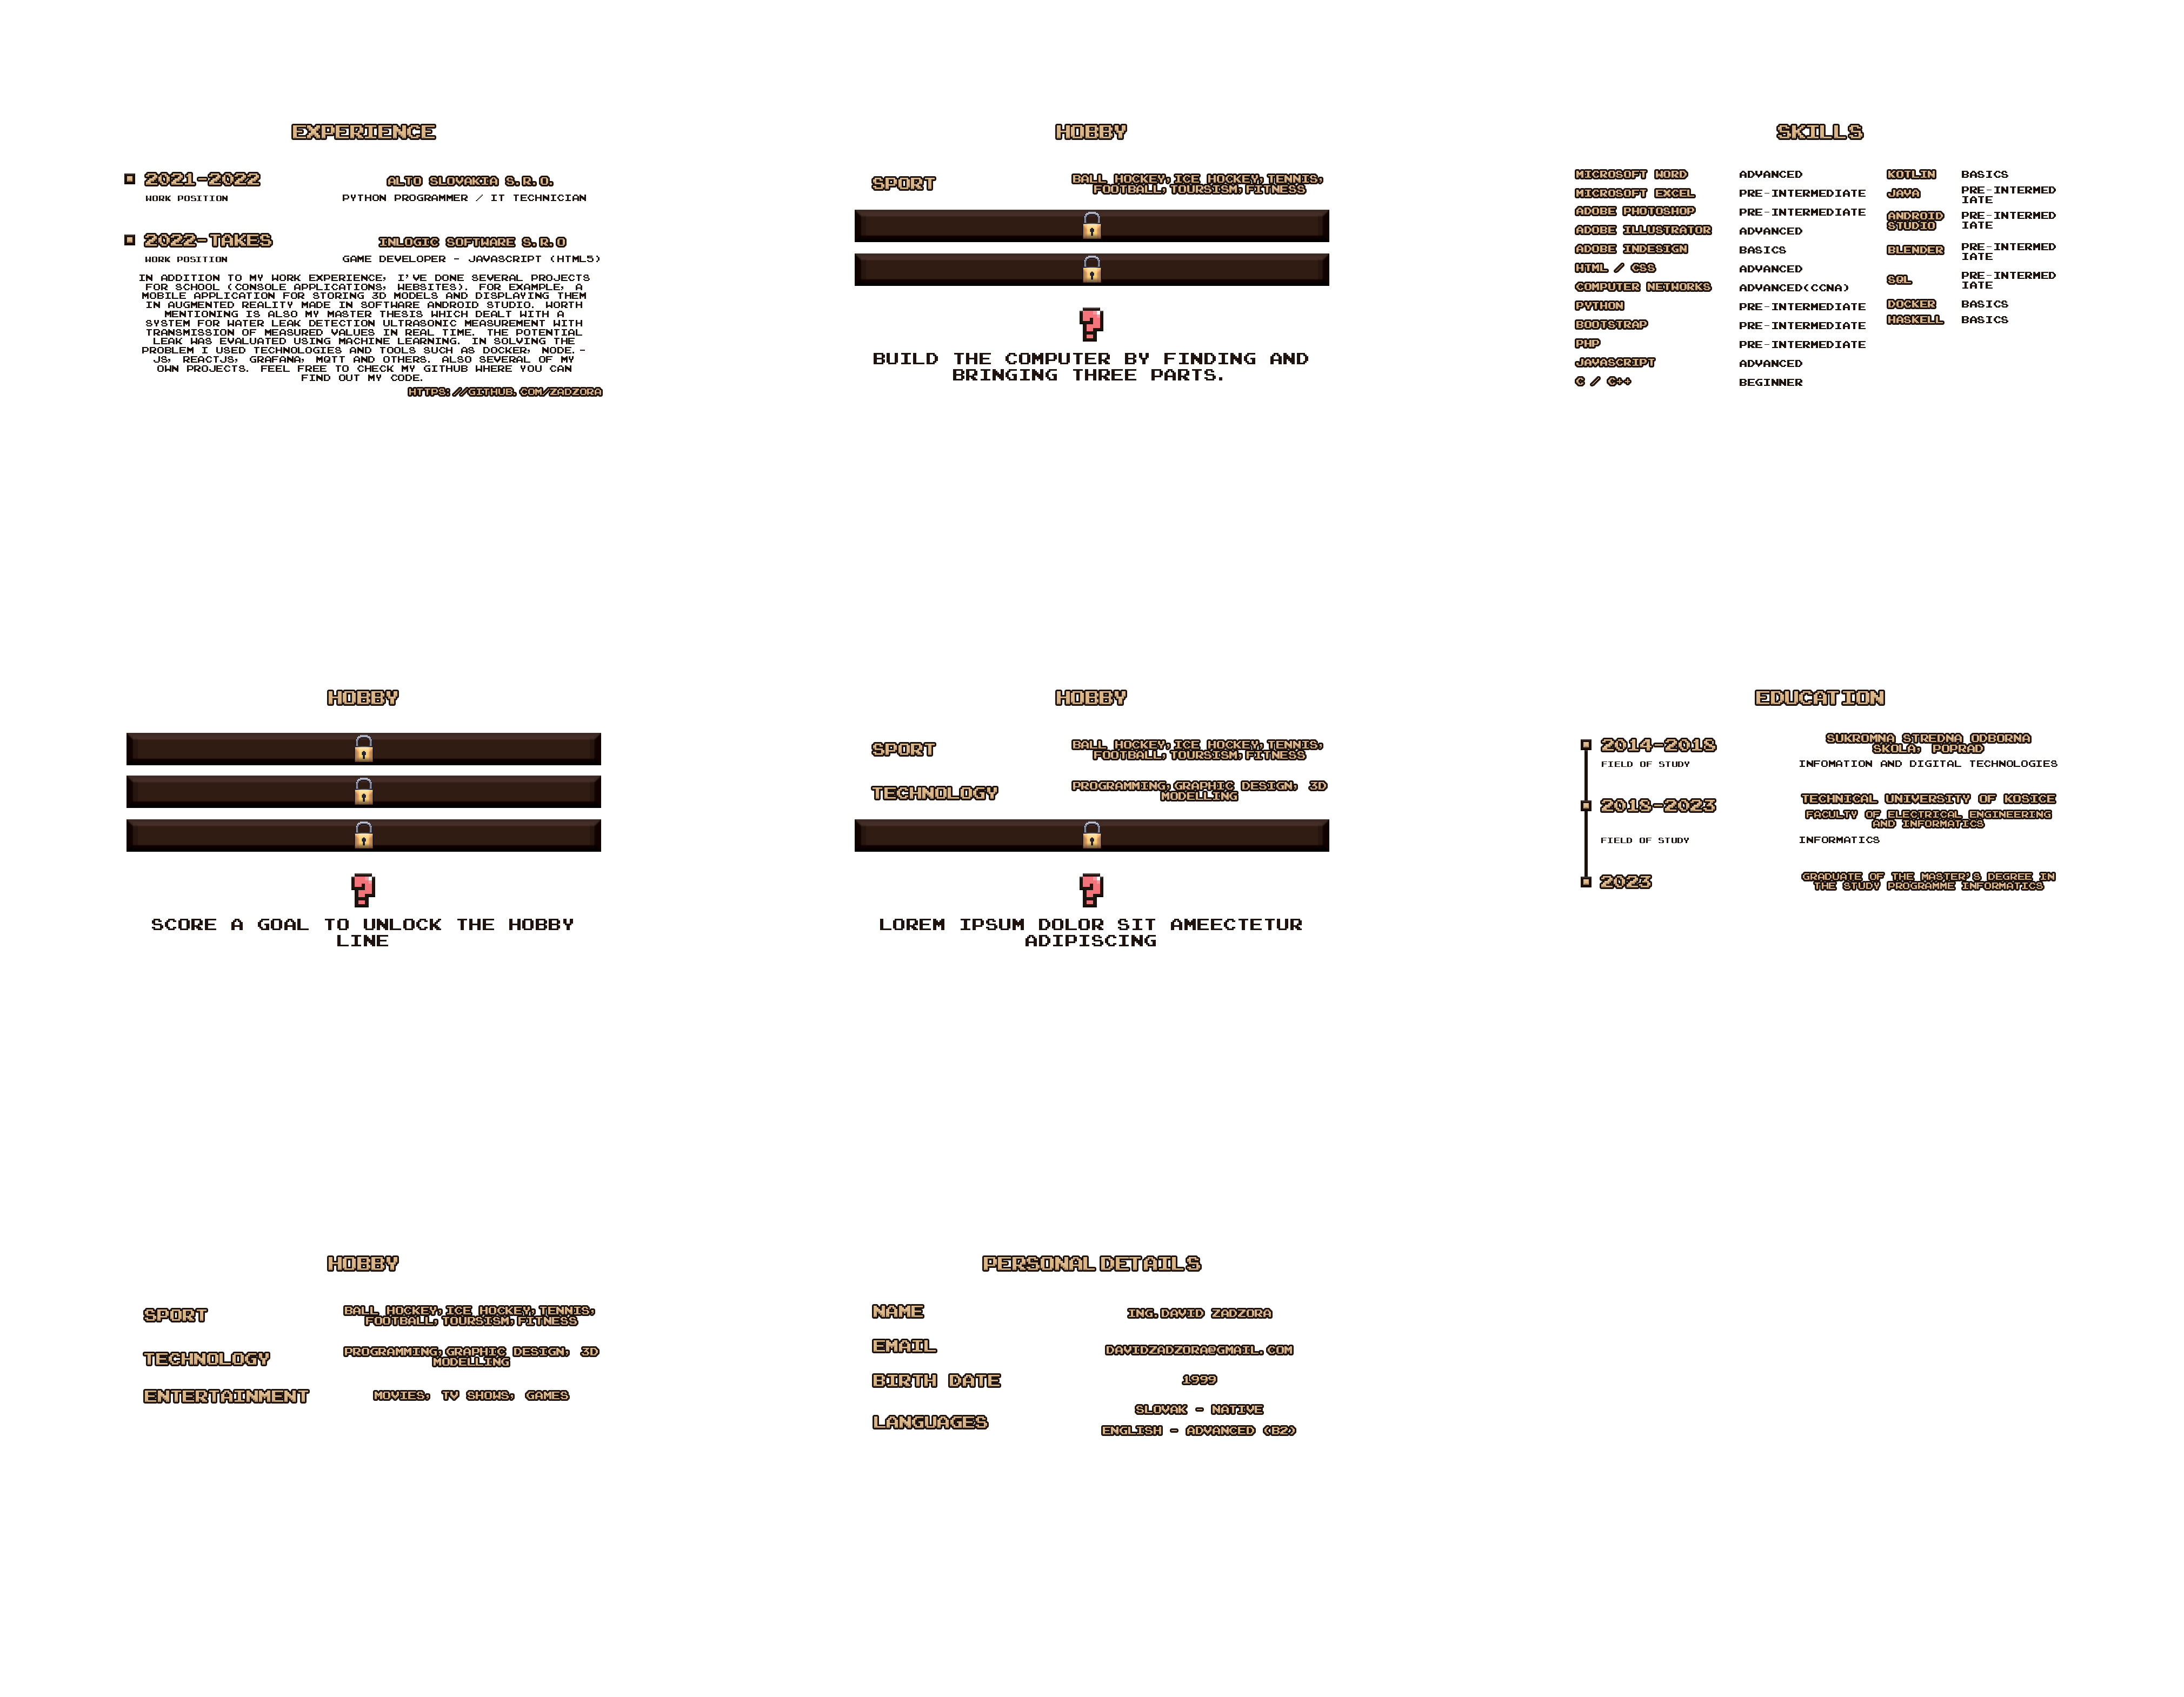 EXPERIENCE
2021-2022
ALTO SLOVAKIA S.R.O.
WORK POSITION
PYTHON PROGRAMMER / IT TECHNICIAN
2022-TAKES
INLOGIC SOFTWARE S.R.O
WORK POSITION
GAME DEVELOPER - JAVASCRIPT (HTML5)
IN ADDITION TO MY WORK EXPERIENCE, I'VE DONE SEVERAL PROJECTS
FOR SCHOOL (CONSOLE APPLICATIONS, WEBSITES). FOR EXAMPLE, A
MOBILE APPLICATION FOR STORING 3D MODELS AND DISPLAYING THEM
IN AUGMENTED REALITY MADE IN SOFTWARE ANDROID STUDIO. WORTH
MENTIONING IS ALSO MY MASTER THESIS WHICH DEALT WITH A
SYSTEM FOR WATER LEAK DETECTION ULTRASONIC MEASUREMENT WITH
TRANSMISSION OF MEASURED VALUES IN REAL TIME. THE POTENTIAL
LEAK WAS EVALUATED USING MACHINE LEARNING. IN SOLVING THE
PROBLEM I USED TECHNOLOGIES AND TOOLS SUCH AS DOCKER, NODE.-
JS, REACTJS, GRAFANA, MQTT AND OTHERS. ALSO SEVERAL OF MY
OWN PROJECTS. FEEL FREE TO CHECK MY GITHUB WHERE YOU CAN
FIND OUT MY CODE.
HTTPS://GITHUB.COM/ZADZORA
HOBBY
SPORT
BALL HOCKEY,ICE HOCKEY,TENNIS,
FOOTBALL,TOURSISM,FITNESS
?
BUILD THE COMPUTER BY FINDING AND
BRINGING THREE PARTS.
SKILLS
MICROSOFT WORD ADVANCED
MICROSOFT EXCEL PRE-INTERMEDIATE
ADOBE PHOTOSHOP PRE-INTERMEDIATE
ADOBE ILLUSTRATOR ADVANCED
ADOBE INDESIGN BASICS
HTML / CSS ADVANCED
COMPUTER NETWORKS ADVANCED(CCNA)
PYTHON PRE-INTERMEDIATE
BOOTSTRAP PRE-INTERMEDIATE
PHP PRE-INTERMEDIATE
JAVASCRIPT ADVANCED
C / C++ BEGINNER
KOTLIN BASICS
JAVA PRE-INTERMED
IATE
ANDROID PRE-INTERMED
STUDIO IATE
BLENDER PRE-INTERMED
IATE
SQL PRE-INTERMED
IATE
DOCKER BASICS
HASKELL BASICS
HOBBY
?
SCORE A GOAL TO UNLOCK THE HOBBY
LINE
HOBBY
SPORT
BALL HOCKEY,ICE HOCKEY,TENNIS,
FOOTBALL,TOURSISM,FITNESS
TECHNOLOGY
PROGRAMMING,GRAPHIC DESIGN, 3D
MODELLING
?
LOREM IPSUM DOLOR SIT AMEECTETUR
ADIPISCING
EDUCATION
2014-2018
SUKROMNA STREDNA ODBORNA
SKOLA, POPRAD
FIELD OF STUDY
INFOMATION AND DIGITAL TECHNOLOGIES
2018-2023
TECHNICAL UNIVERSITY OF KOSICE
FACULTY OF ELECTRICAL ENGINEERING
AND INFORMATICS
FIELD OF STUDY
INFORMATICS
2023
GRADUATE OF THE MASTER'S DEGREE IN
THE STUDY PROGRAMME INFORMATICS
HOBBY
SPORT
BALL HOCKEY,ICE HOCKEY,TENNIS,
FOOTBALL,TOURSISM,FITNESS
TECHNOLOGY
PROGRAMMING,GRAPHIC DESIGN, 3D
MODELLING
ENTERTAINMENT
MOVIES, TV SHOWS, GAMES
PERSONAL DETAILS
NAME
ING.DAVID ZADZORA
EMAIL
DAVIDZADZORA@GMAIL.COM
BIRTH DATE
1999
LANGUAGES
SLOVAK - NATIVE
ENGLISH - ADVANCED (B2)